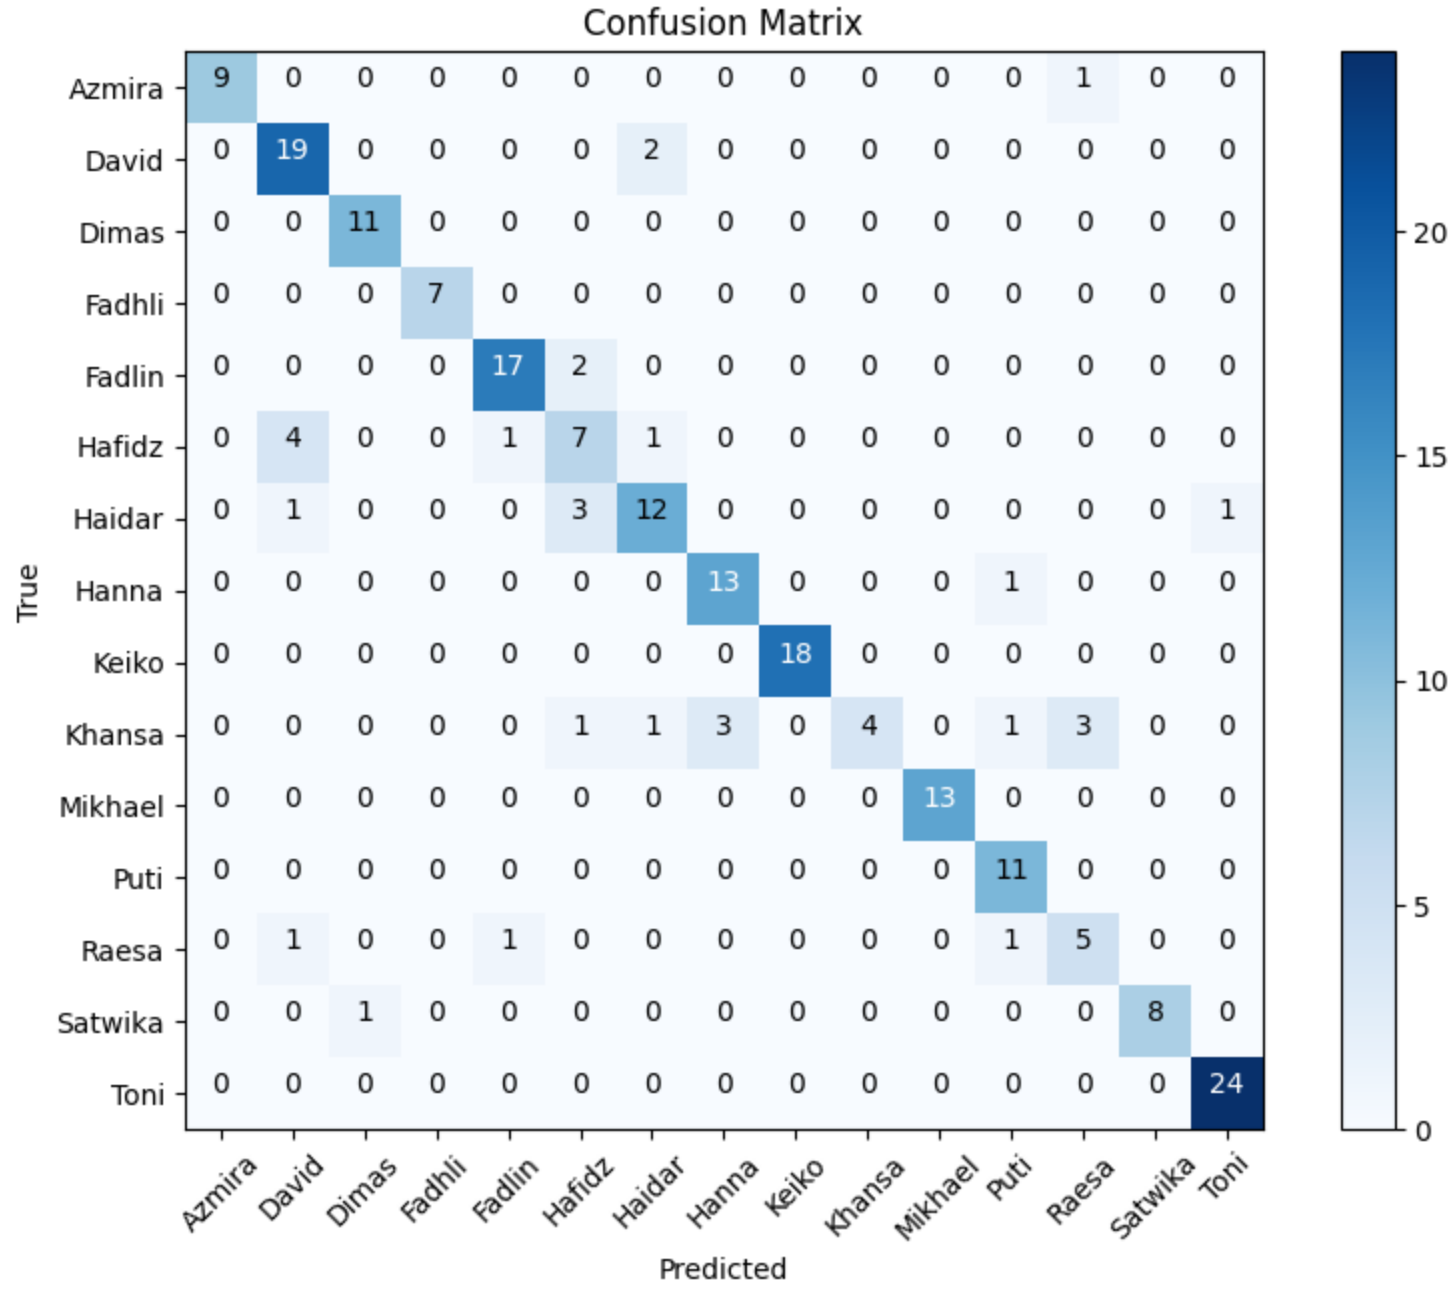 Confusion Matrix
Azmira 9 0 0 0 0 0 0 0 0 0 0 0 1 0 0
David 0 19 0 0 0 0 2 0 0 0 0 0 0 0 0
Dimas 0 0 11 0 0 0 0 0 0 0 0 0 0 0 0
Fadhli 0 0 0 7 0 0 0 0 0 0 0 0 0 0 0
Fadlin 0 0 0 0 17 2 0 0 0 0 0 0 0 0 0
Hafidz 0 4 0 0 1 7 1 0 0 0 0 0 0 0 0
Haidar 0 1 0 0 0 3 12 0 0 0 0 0 0 0 1
Hanna 0 0 0 0 0 0 0 13 0 0 0 1 0 0 0
Keiko 0 0 0 0 0 0 0 0 18 0 0 0 0 0 0
Khansa 0 0 0 0 0 1 1 3 0 4 0 1 3 0 0
Mikhael 0 0 0 0 0 0 0 0 0 0 13 0 0 0 0
Puti 0 0 0 0 0 0 0 0 0 0 0 11 0 0 0
Raesa 0 1 0 0 1 0 0 0 0 0 0 1 5 0 0
Satwika 0 0 1 0 0 0 0 0 0 0 0 0 0 8 0
Toni 0 0 0 0 0 0 0 0 0 0 0 0 0 0 24
True
Azmira David Dimas Fadhli Fadlin Hafidz Haidar Hanna Keiko Khansa Mikhael Puti Raesa Satwika Toni
Predicted
20
15
10
5
0